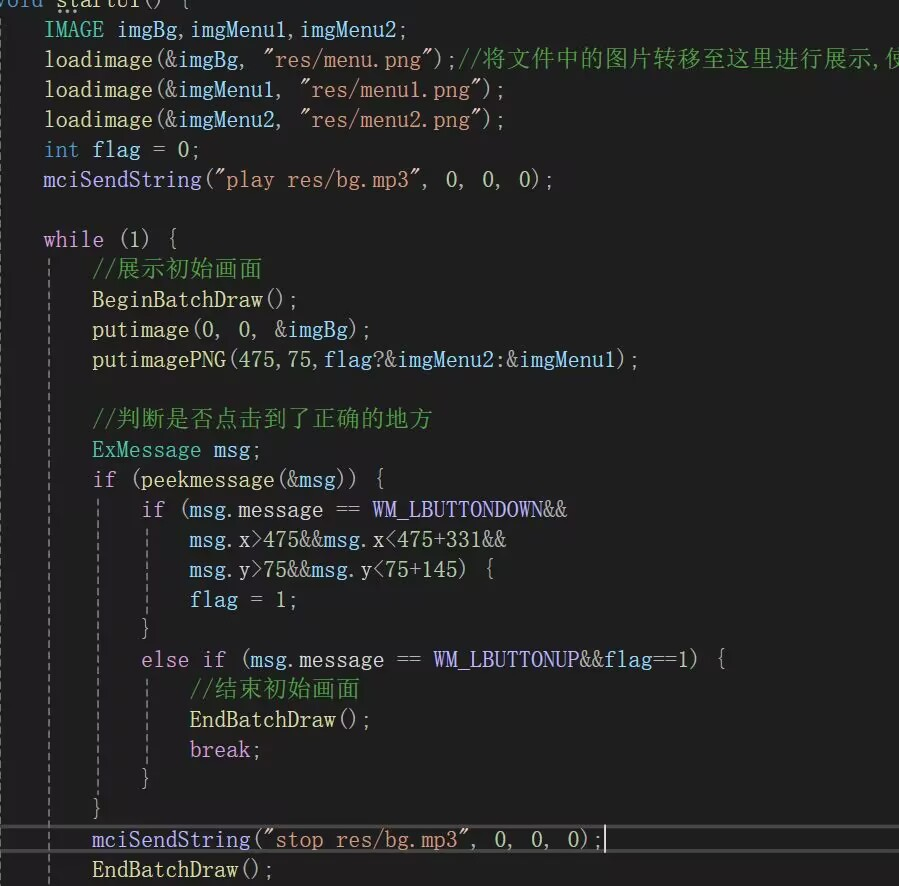 void startUI() {
IMAGE imgBg,imgMenu1,imgMenu2;
loadimage(&imgBg, "res/menu.png");//将文件中的图片转移至这里进行展示,使
loadimage(&imgMenu1, "res/menu1.png");
loadimage(&imgMenu2, "res/menu2.png");
int flag = 0;
mciSendString("play res/bg.mp3", 0, 0, 0);
while (1) {
//展示初始画面
BeginBatchDraw();
putimage(0, 0, &imgBg);
putimagePNG(475,75,flag?&imgMenu2:&imgMenu1);
//判断是否点击到了正确的地方
ExMessage msg;
if (peekmessage(&msg)) {
if (msg.message == WM_LBUTTONDOWN&&
msg.x>475&&msg.x<475+331&&
msg.y>75&&msg.y<75+145) {
flag = 1;
}
else if (msg.message == WM_LBUTTONUP&&flag==1) {
//结束初始画面
EndBatchDraw();
break;
}
}
mciSendString("stop res/bg.mp3", 0, 0, 0);
EndBatchDraw();